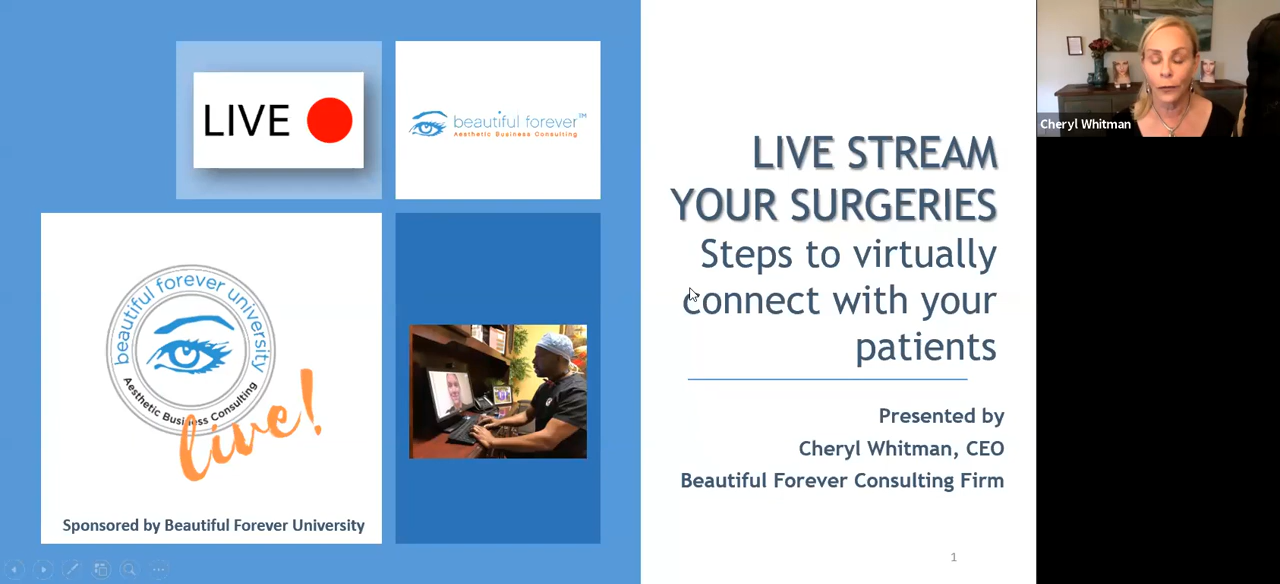 LIVE
beautiful forever™
Aesthetic Business Consulting
beautiful forever university
Aesthetic Business Consulting
live!
Sponsored by Beautiful Forever University
LIVE STREAM
YOUR SURGERIES
Steps to virtually
connect with your
patients
Presented by
Cheryl Whitman, CEO
Beautiful Forever Consulting Firm
1
Cheryl Whitman